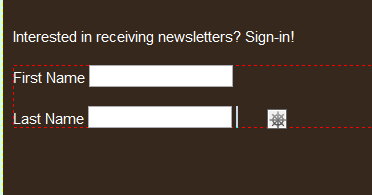 Interested in receiving newsletters? Sign-in!
First Name
Last Name